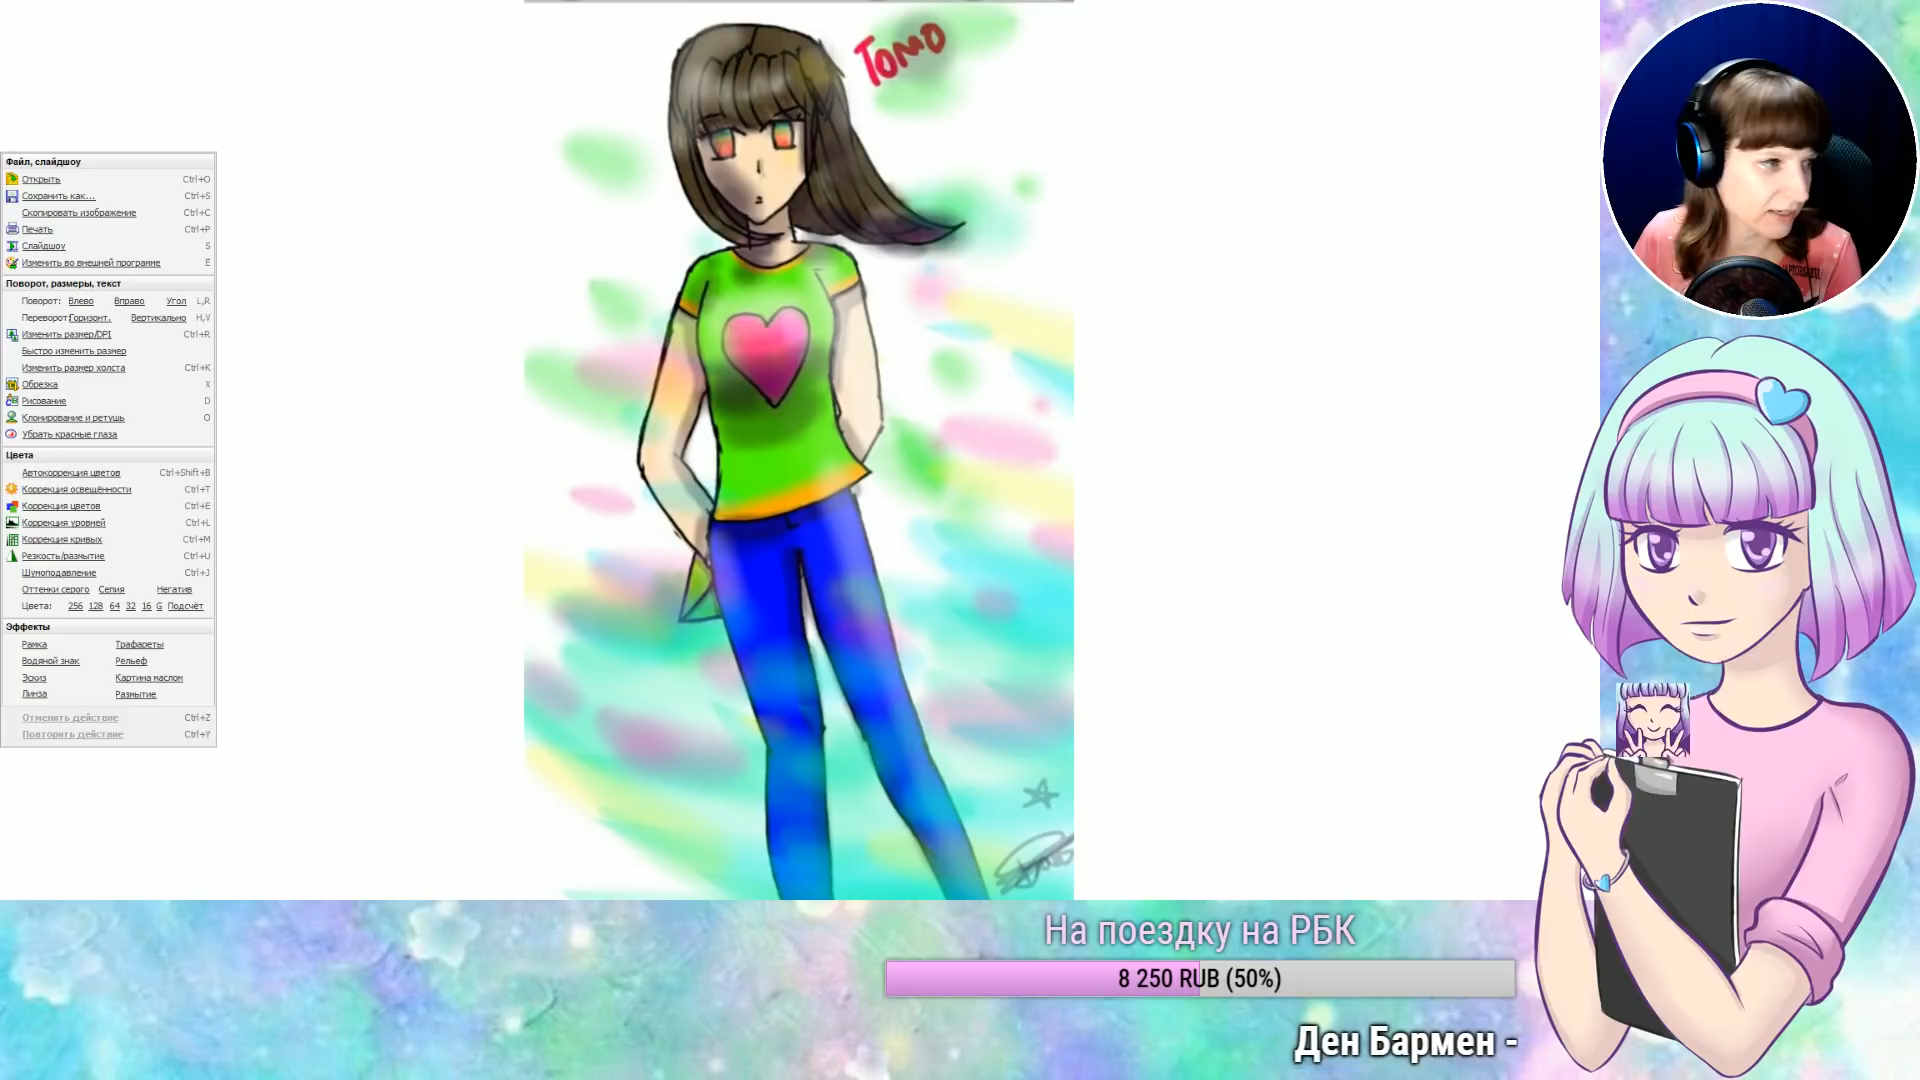 Tomo
Файл, слайдшоу
Открыть Ctrl+O
Сохранить как... Ctrl+S
Скопировать изображение Ctrl+C
Печать Ctrl+P
Слайдшоу S
Изменить во внешней программе E
Поворот, размеры, текст
Поворот: Влево Вправо Угол L,R
Переворот: Горизонт. Вертикально H,V
Изменить размер/DPI Ctrl+R
Быстро изменить размер
Изменить размер холста Ctrl+K
Обрезка X
Рисование D
Клонирование и ретушь O
Убрать красные глаза
Цвета
Автокоррекция цветов Ctrl+Shift+B
Коррекция освещённости Ctrl+T
Коррекция цветов Ctrl+E
Коррекция уровней Ctrl+L
Коррекция кривых Ctrl+M
Резкость/размытие Ctrl+U
Шумоподавление Ctrl+J
Оттенки серого Сепия Негатив
Цвета: 256 128 64 32 16 G Подсчёт
Эффекты
Рамка Трафареты
Водяной знак Рельеф
Эскиз Картина маслом
Линза Размытие
Отменить действие Ctrl+Z
Повторить действие Ctrl+Y
На поездку на РБК
8 250 RUB (50%)
Ден Бармен -